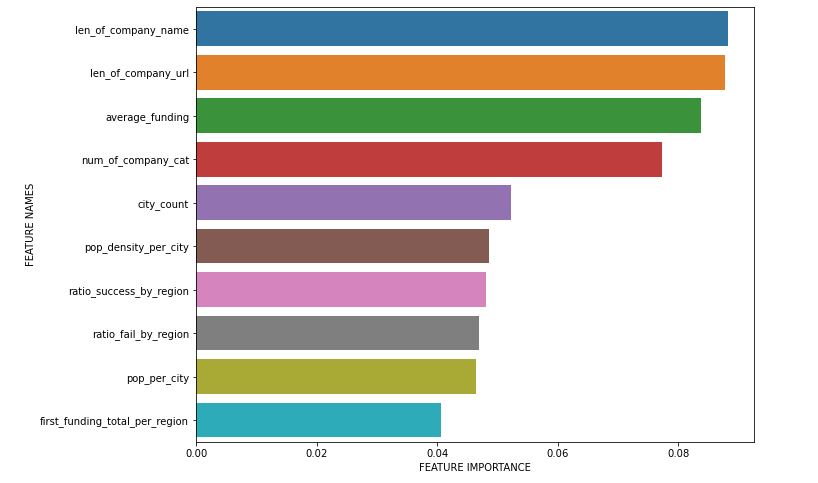 len_of_company_name
len_of_company_url
average_funding
num_of_company_cat
city_count
pop_density_per_city
ratio_success_by_region
ratio_fail_by_region
pop_per_city
first_funding_total_per_region
FEATURE NAMES
0.00 0.02 0.04 0.06 0.08
FEATURE IMPORTANCE